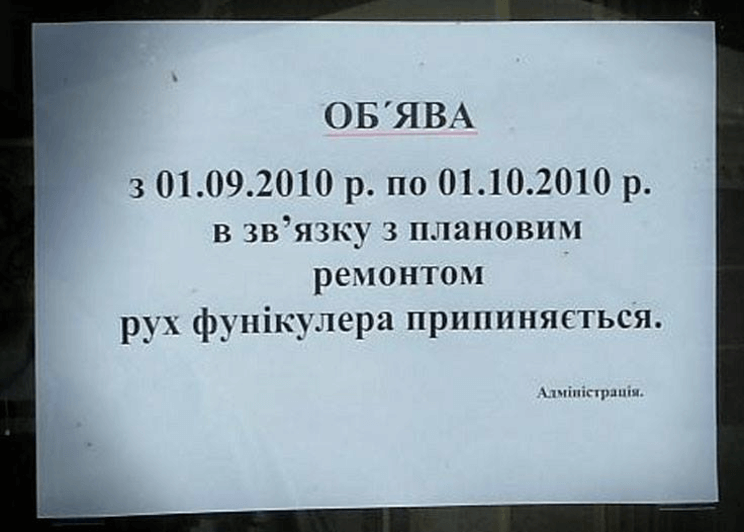 ОБ´ЯВА
з 01.09.2010 р. по 01.10.2010 р.
в зв’язку з плановим
ремонтом
рух фунікулера припиняється.
Адміністрація.